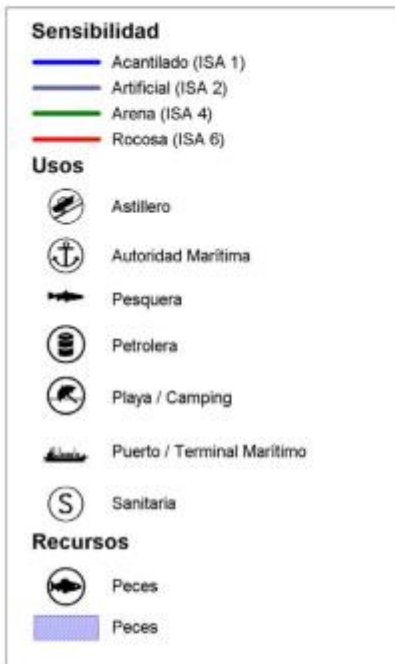 Sensibilidad
Acantilado (ISA 1)
Artificial (ISA 2)
Arena (ISA 4)
Rocosa (ISA 6)
Usos
Astillero
Autoridad Marítima
Pesquera
Petrolera
Playa / Camping
Puerto / Terminal Marítimo
S Sanitaria
Recursos
Peces
Peces